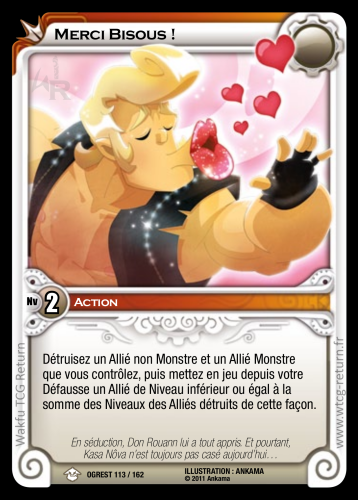 Merci Bisous !
Nv 2 Action
Détruisez un Allié non Monstre et un Allié Monstre
que vous contrôlez, puis mettez en jeu depuis votre
Défausse un Allié de Niveau inférieur ou égal à la
somme des Niveaux des Alliés détruits de cette façon.
En séduction, Don Rouann lui a tout appris. Et pourtant,
Kasa Nôva n'est toujours pas casé aujourd'hui…
OGREST 113 / 162
ILLUSTRATION : ANKAMA
© 2011 Ankama
Wakfu TCG Return
www.wtcg-return.fr